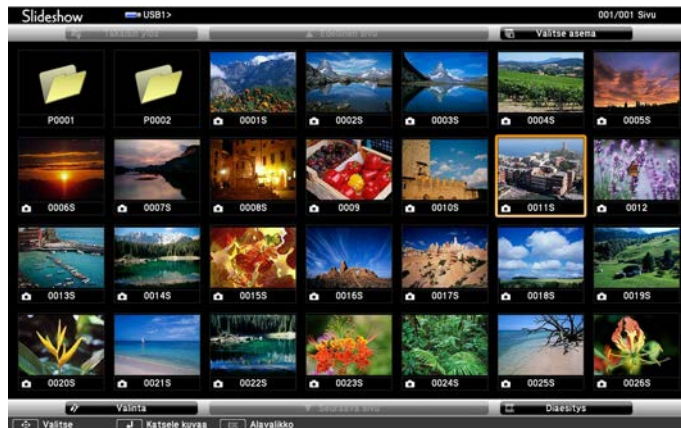 Slideshow USB1> 001/001 Sivu
Takaisin ylös ▲ Edellinen sivu Valitse asema
P0001 P0002 0001S 0002S 0003S 0004S 0005S
0006S 0007S 0008S 0009 0010S 0011S 0012
0013S 0014S 0015S 0016S 0017S 0018S 0019S
0020S 0021S 0022S 0023S 0024S 0025S 0026S
Valinta ▼ Seuraava sivu Diaesitys
Valitse Katsele kuvaa Alavalikko